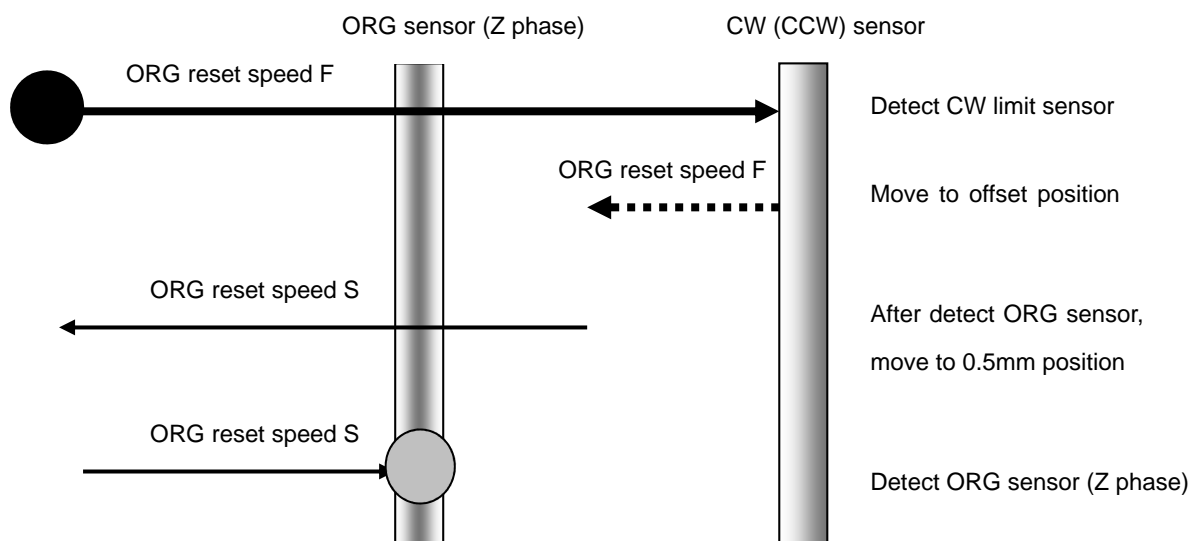 ORG sensor (Z phase)
CW (CCW) sensor
ORG reset speed F
Detect CW limit sensor
ORG reset speed F
Move to offset position
ORG reset speed S
After detect ORG sensor,
move to 0.5mm position
ORG reset speed S
Detect ORG sensor (Z phase)